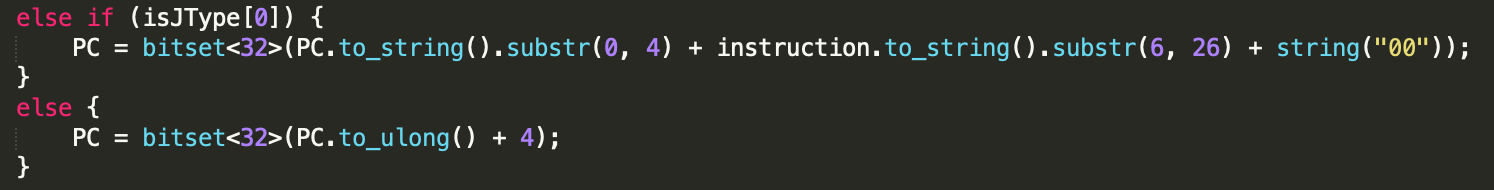 else if (isJType[0]) {
    PC = bitset<32>(PC.to_string().substr(0, 4) + instruction.to_string().substr(6, 26) + string("00"));
}
else {
    PC = bitset<32>(PC.to_ulong() + 4);
}